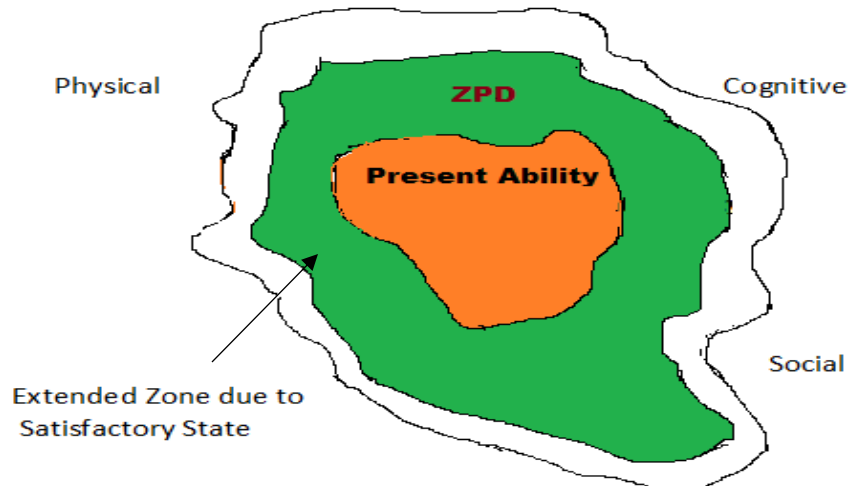 ZPD
Physical
Cognitive
Present Ability
Social
Extended Zone due to
Satisfactory State